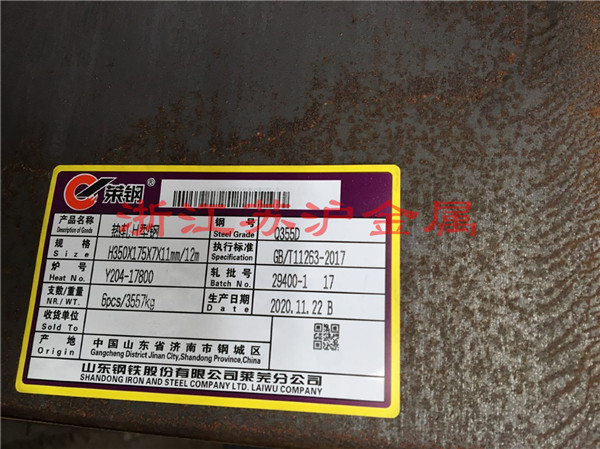 莱钢®
产品名称 热轧H型钢 钢号 Q355D
Description of Goods Steel Grade
规格 H350X175X7X11mm/12m 执行标准 GB/T11263-2017
Size Specification
炉号 Y204-17800 轧批号 29400-1 17
Heat No. Batch No.
支数/重量 6pcs/3557kg 生产日期 2020.11.22 B
NR./WT. Date
收货单位
Sold To
产地 中国山东省济南市钢城区
Origin Gangcheng District Jinan City,Shandong Province,China
山东钢铁股份有限公司莱芜分公司
SHANDONG IRON AND STEEL COMPANY LTD. LAIWU COMPANY
浙江苏沪金属